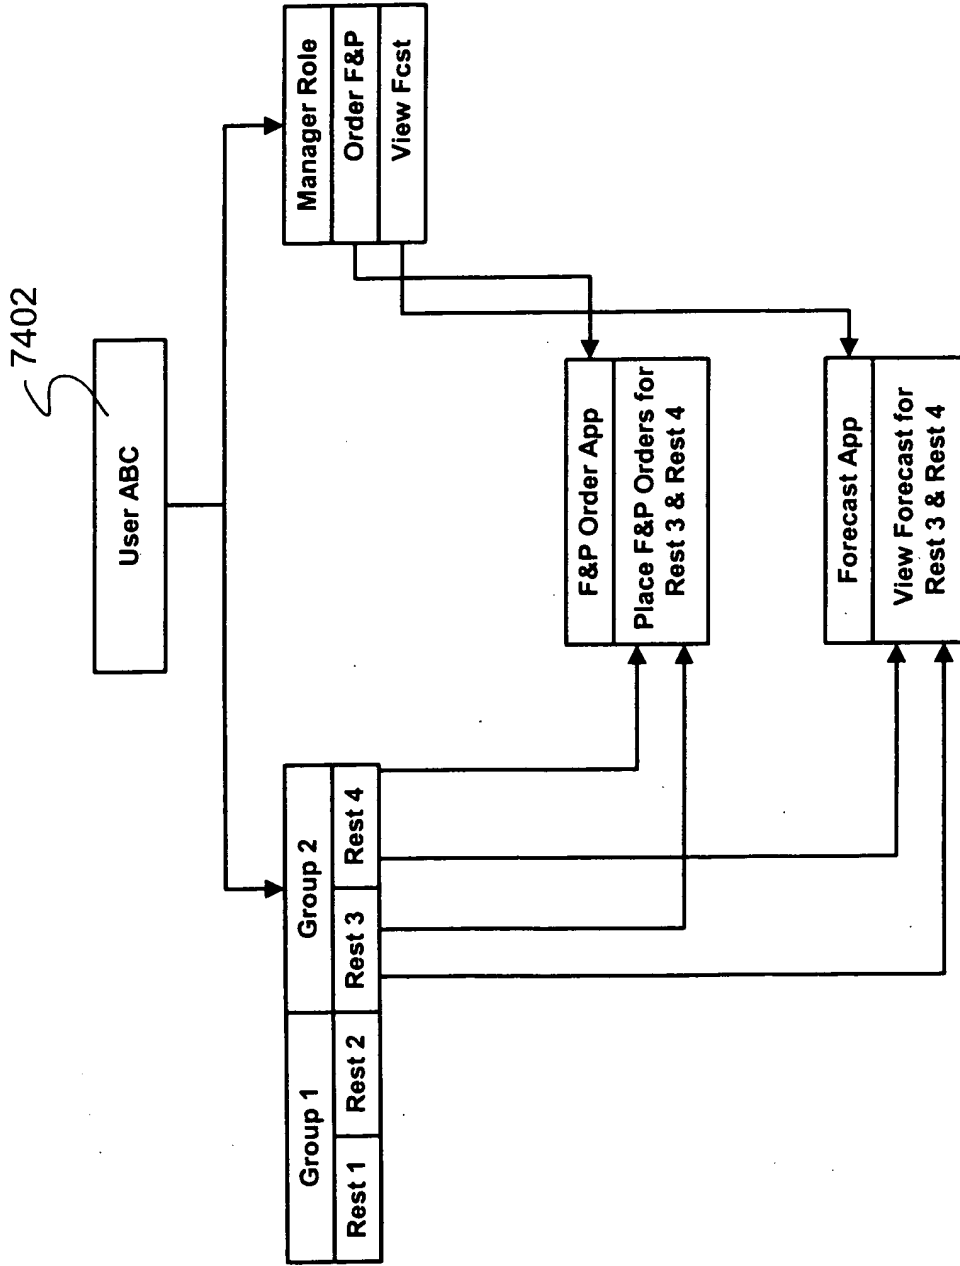 7402
User ABC
Group 1
Group 2
Rest 1
Rest 2
Rest 3
Rest 4
Manager Role
Order F&P
View Fcst
F&P Order App
Place F&P Orders for
Rest 3 & Rest 4
Forecast App
View Forecast for
Rest 3 & Rest 4